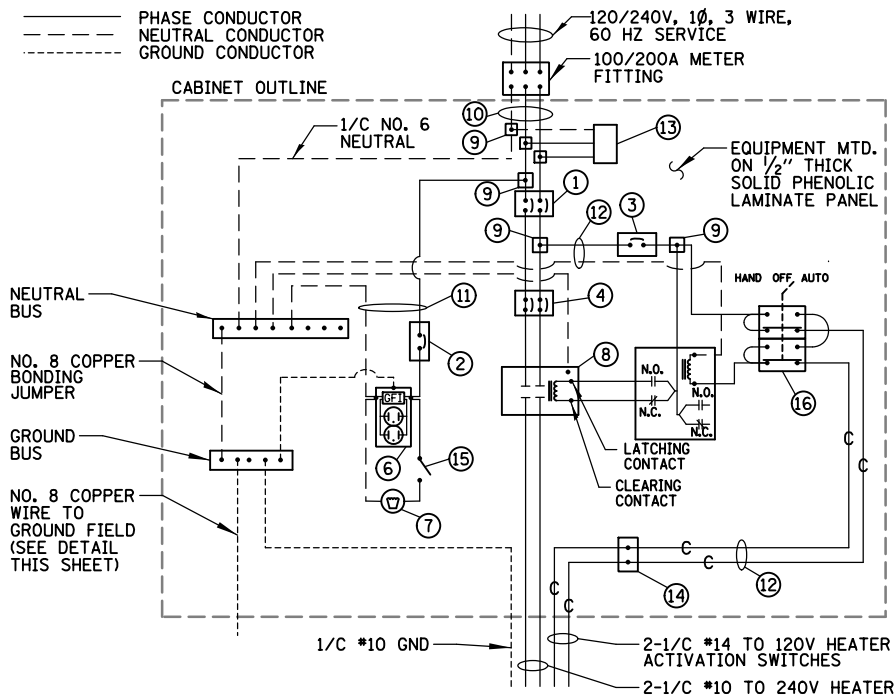 PHASE CONDUCTOR
NEUTRAL CONDUCTOR
GROUND CONDUCTOR
120/240V, 1Ø, 3 WIRE,
60 HZ SERVICE
100/200A METER
FITTING
CABINET OUTLINE
1/C NO. 6
NEUTRAL
10
9
13
EQUIPMENT MTD.
ON 1/2" THICK
SOLID PHENOLIC
LAMINATE PANEL
9
1
12
3
9
9
HAND OFF AUTO
NEUTRAL
BUS
11
4
2
8
16
NO. 8 COPPER
BONDING
JUMPER
GFI
N.O.
N.C.
N.O.
N.C.
GROUND
BUS
6
15
LATCHING
CONTACT
CLEARING
CONTACT
C
C
NO. 8 COPPER
WIRE TO
GROUND FIELD
(SEE DETAIL
THIS SHEET)
7
C
C
14
12
C
C
1/C #10 GND
2-1/C #14 TO 120V HEATER
ACTIVATION SWITCHES
2-1/C #10 TO 240V HEATER